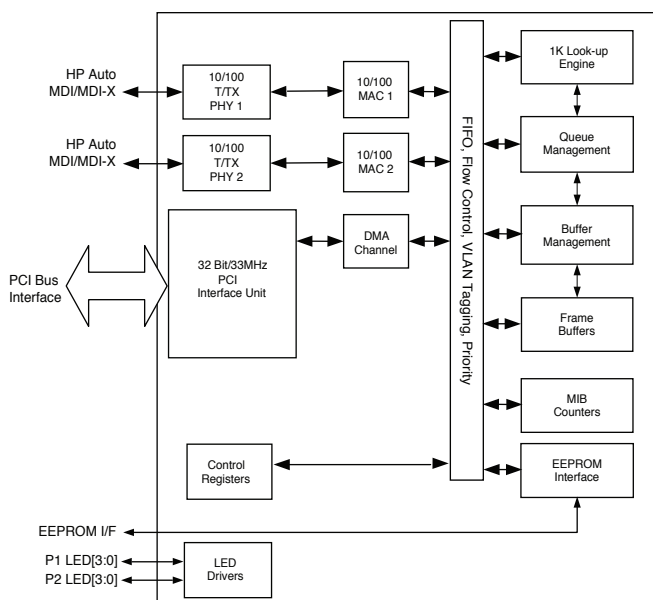 HP Auto
MDI/MDI-X
10/100
T/TX
PHY 1
10/100
MAC 1
1K Look-up
Engine
HP Auto
MDI/MDI-X
10/100
T/TX
PHY 2
10/100
MAC 2
Queue
Management
FIFO, Flow Control, VLAN Tagging, Priority
PCI Bus
Interface
32 Bit/33MHz
PCI
Interface Unit
DMA
Channel
Buffer
Management
Frame
Buffers
MIB
Counters
Control
Registers
EEPROM
Interface
EEPROM I/F
P1 LED[3:0]
P2 LED[3:0]
LED
Drivers